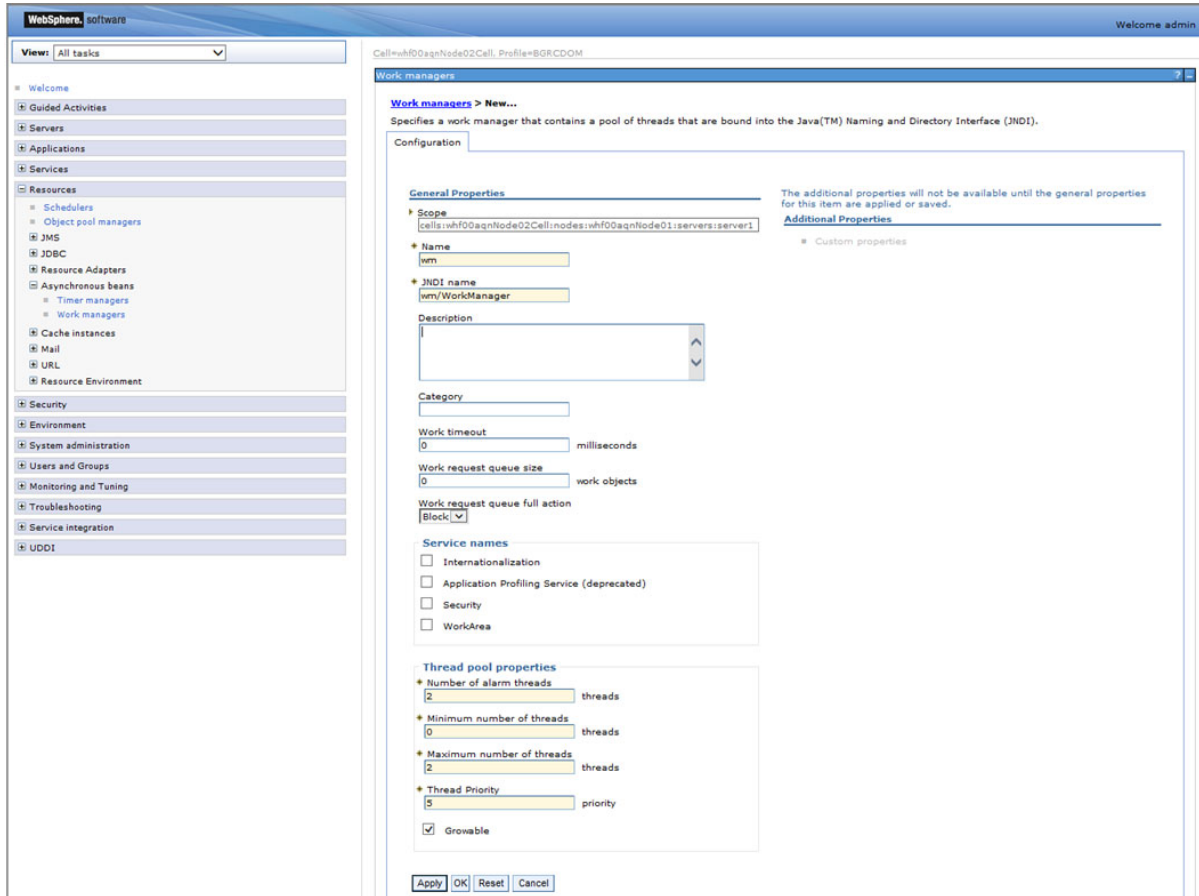 WebSphere. software
Welcome admin
View: All tasks
Cell=whf00aqnNode02Cell, Profile=BGRCDOM
Work managers
? –
Welcome
Guided Activities
Servers
Applications
Services
Resources
Schedulers
Object pool managers
JMS
JDBC
Resource Adapters
Asynchronous beans
Timer managers
Work managers
Cache instances
Mail
URL
Resource Environment
Security
Environment
System administration
Users and Groups
Monitoring and Tuning
Troubleshooting
Service integration
UDDI
Work managers > New...
Specifies a work manager that contains a pool of threads that are bound into the Java(TM) Naming and Directory Interface (JNDI).
Configuration
General Properties
Scope
cells:whf00aqnNode02Cell:nodes:whf00aqnNode01:servers:server1
Name
wm
JNDI name
wm/WorkManager
Description
Category
Work timeout
0 milliseconds
Work request queue size
0 work objects
Work request queue full action
Block
Service names
Internationalization
Application Profiling Service (deprecated)
Security
WorkArea
Thread pool properties
Number of alarm threads
2 threads
Minimum number of threads
0 threads
Maximum number of threads
2 threads
Thread Priority
5 priority
Growable
Apply OK Reset Cancel
The additional properties will not be available until the general properties
for this item are applied or saved.
Additional Properties
Custom properties